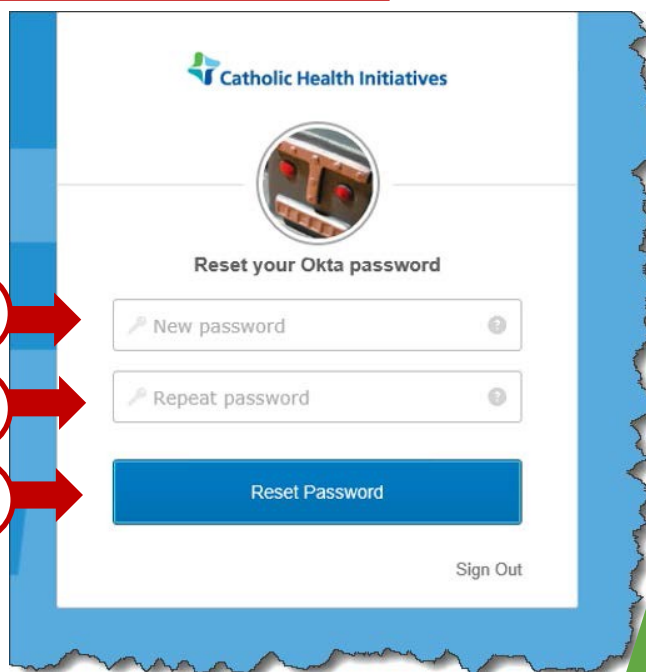 Catholic Health Initiatives
Reset your Okta password
New password
Repeat password
Reset Password
Sign Out